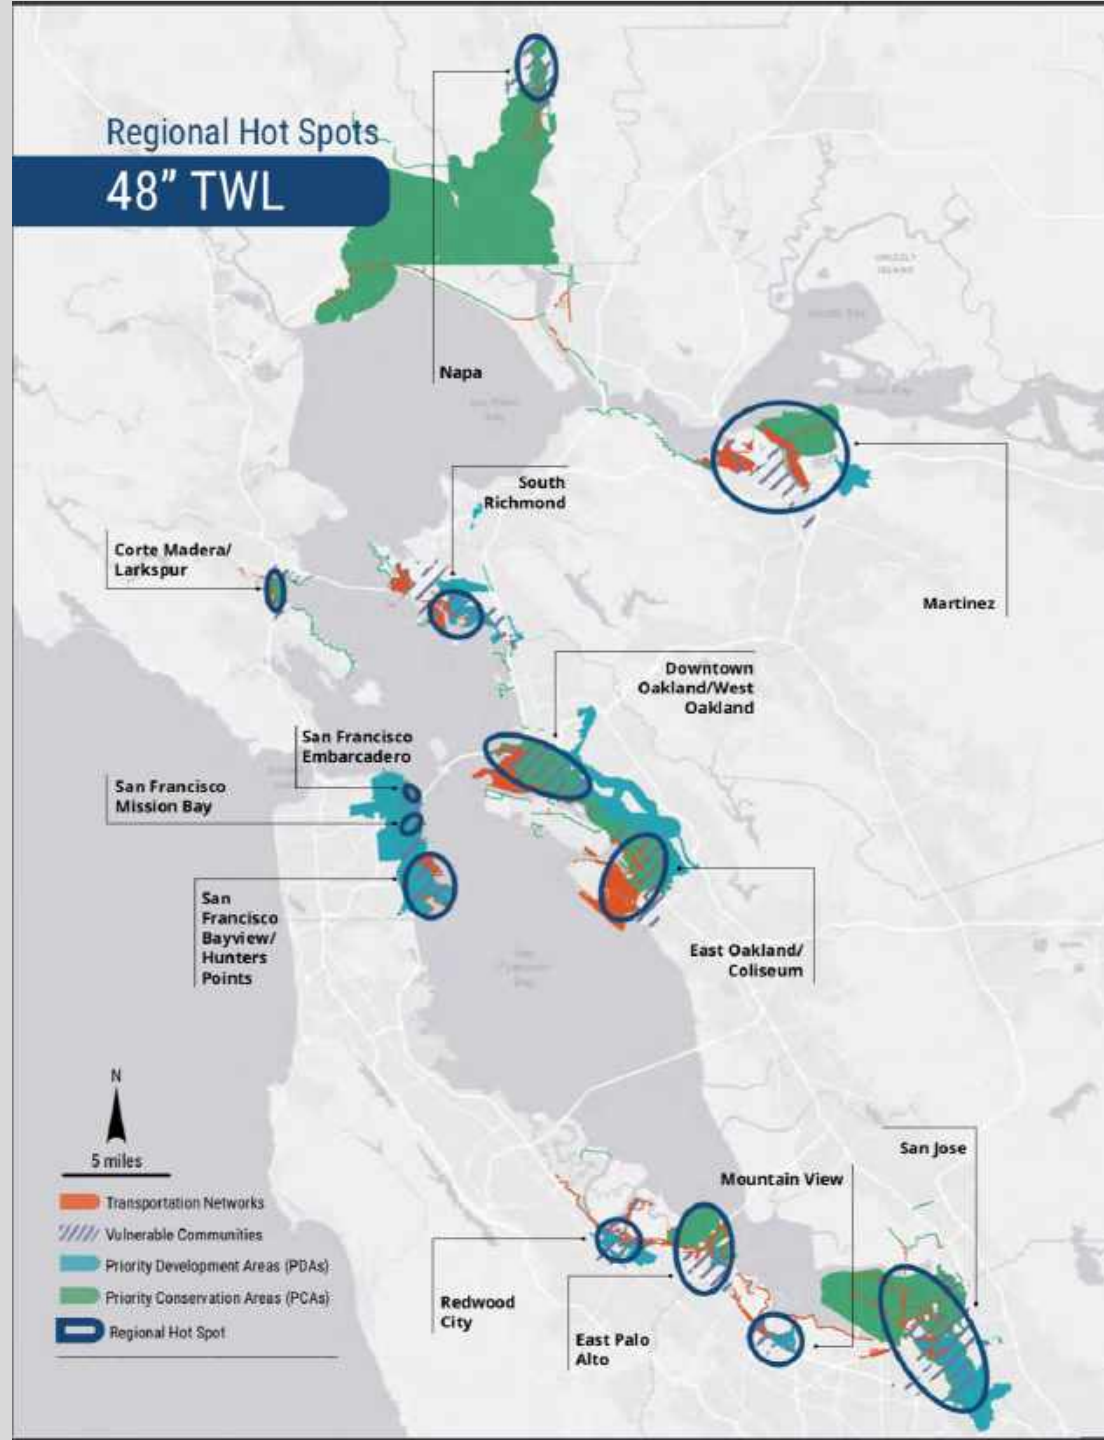 Regional Hot Spots
48” TWL
GRIZZLY
ISLAND
Napa
South
Richmond
Corte Madera/
Larkspur
Martinez
Downtown
Oakland/West
Oakland
San Francisco
Embarcadero
San Francisco
Mission Bay
San
Francisco
Bayview/
Hunters
Points
East Oakland/
Coliseum
N
5 miles
San Jose
Mountain View
Transportation Networks
Vulnerable Communities
Priority Development Areas (PDAs)
Priority Conservation Areas (PCAs)
Regional Hot Spot
Redwood
City
East Palo
Alto